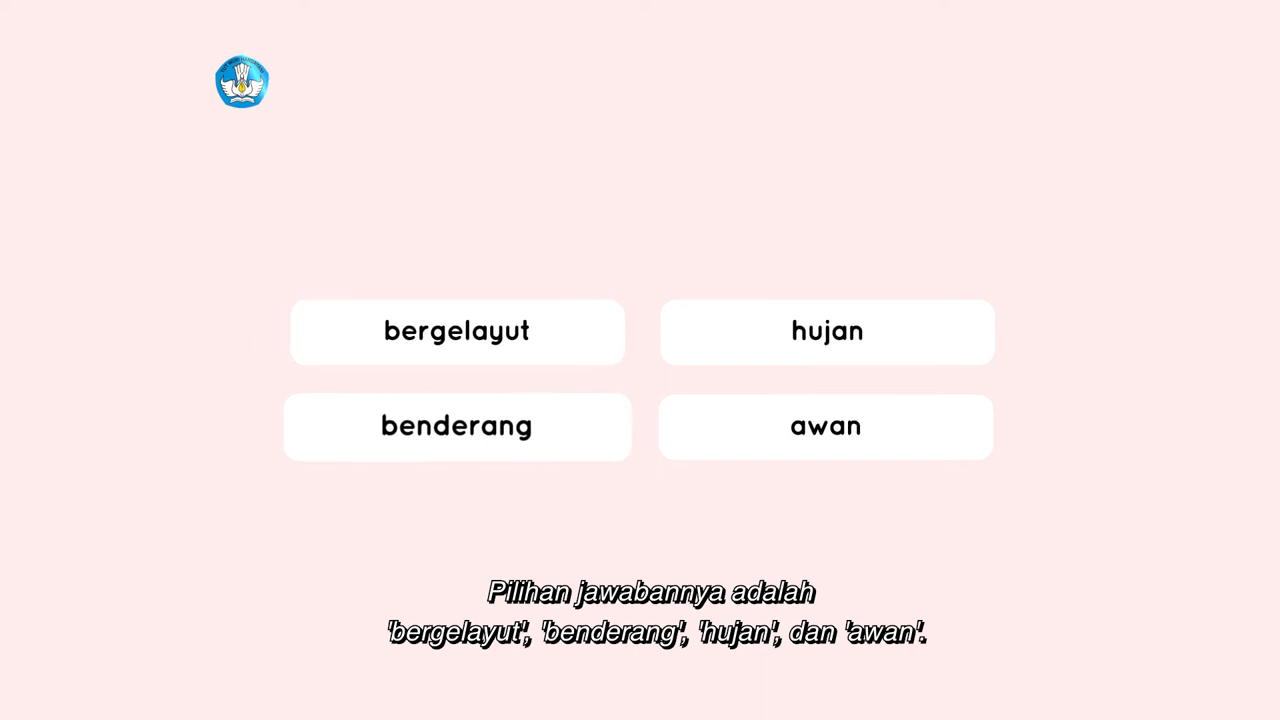 bergelayut
hujan
benderang
awan
Pilihan jawabannya adalah
'bergelayut', 'benderang', 'hujan', dan 'awan'.